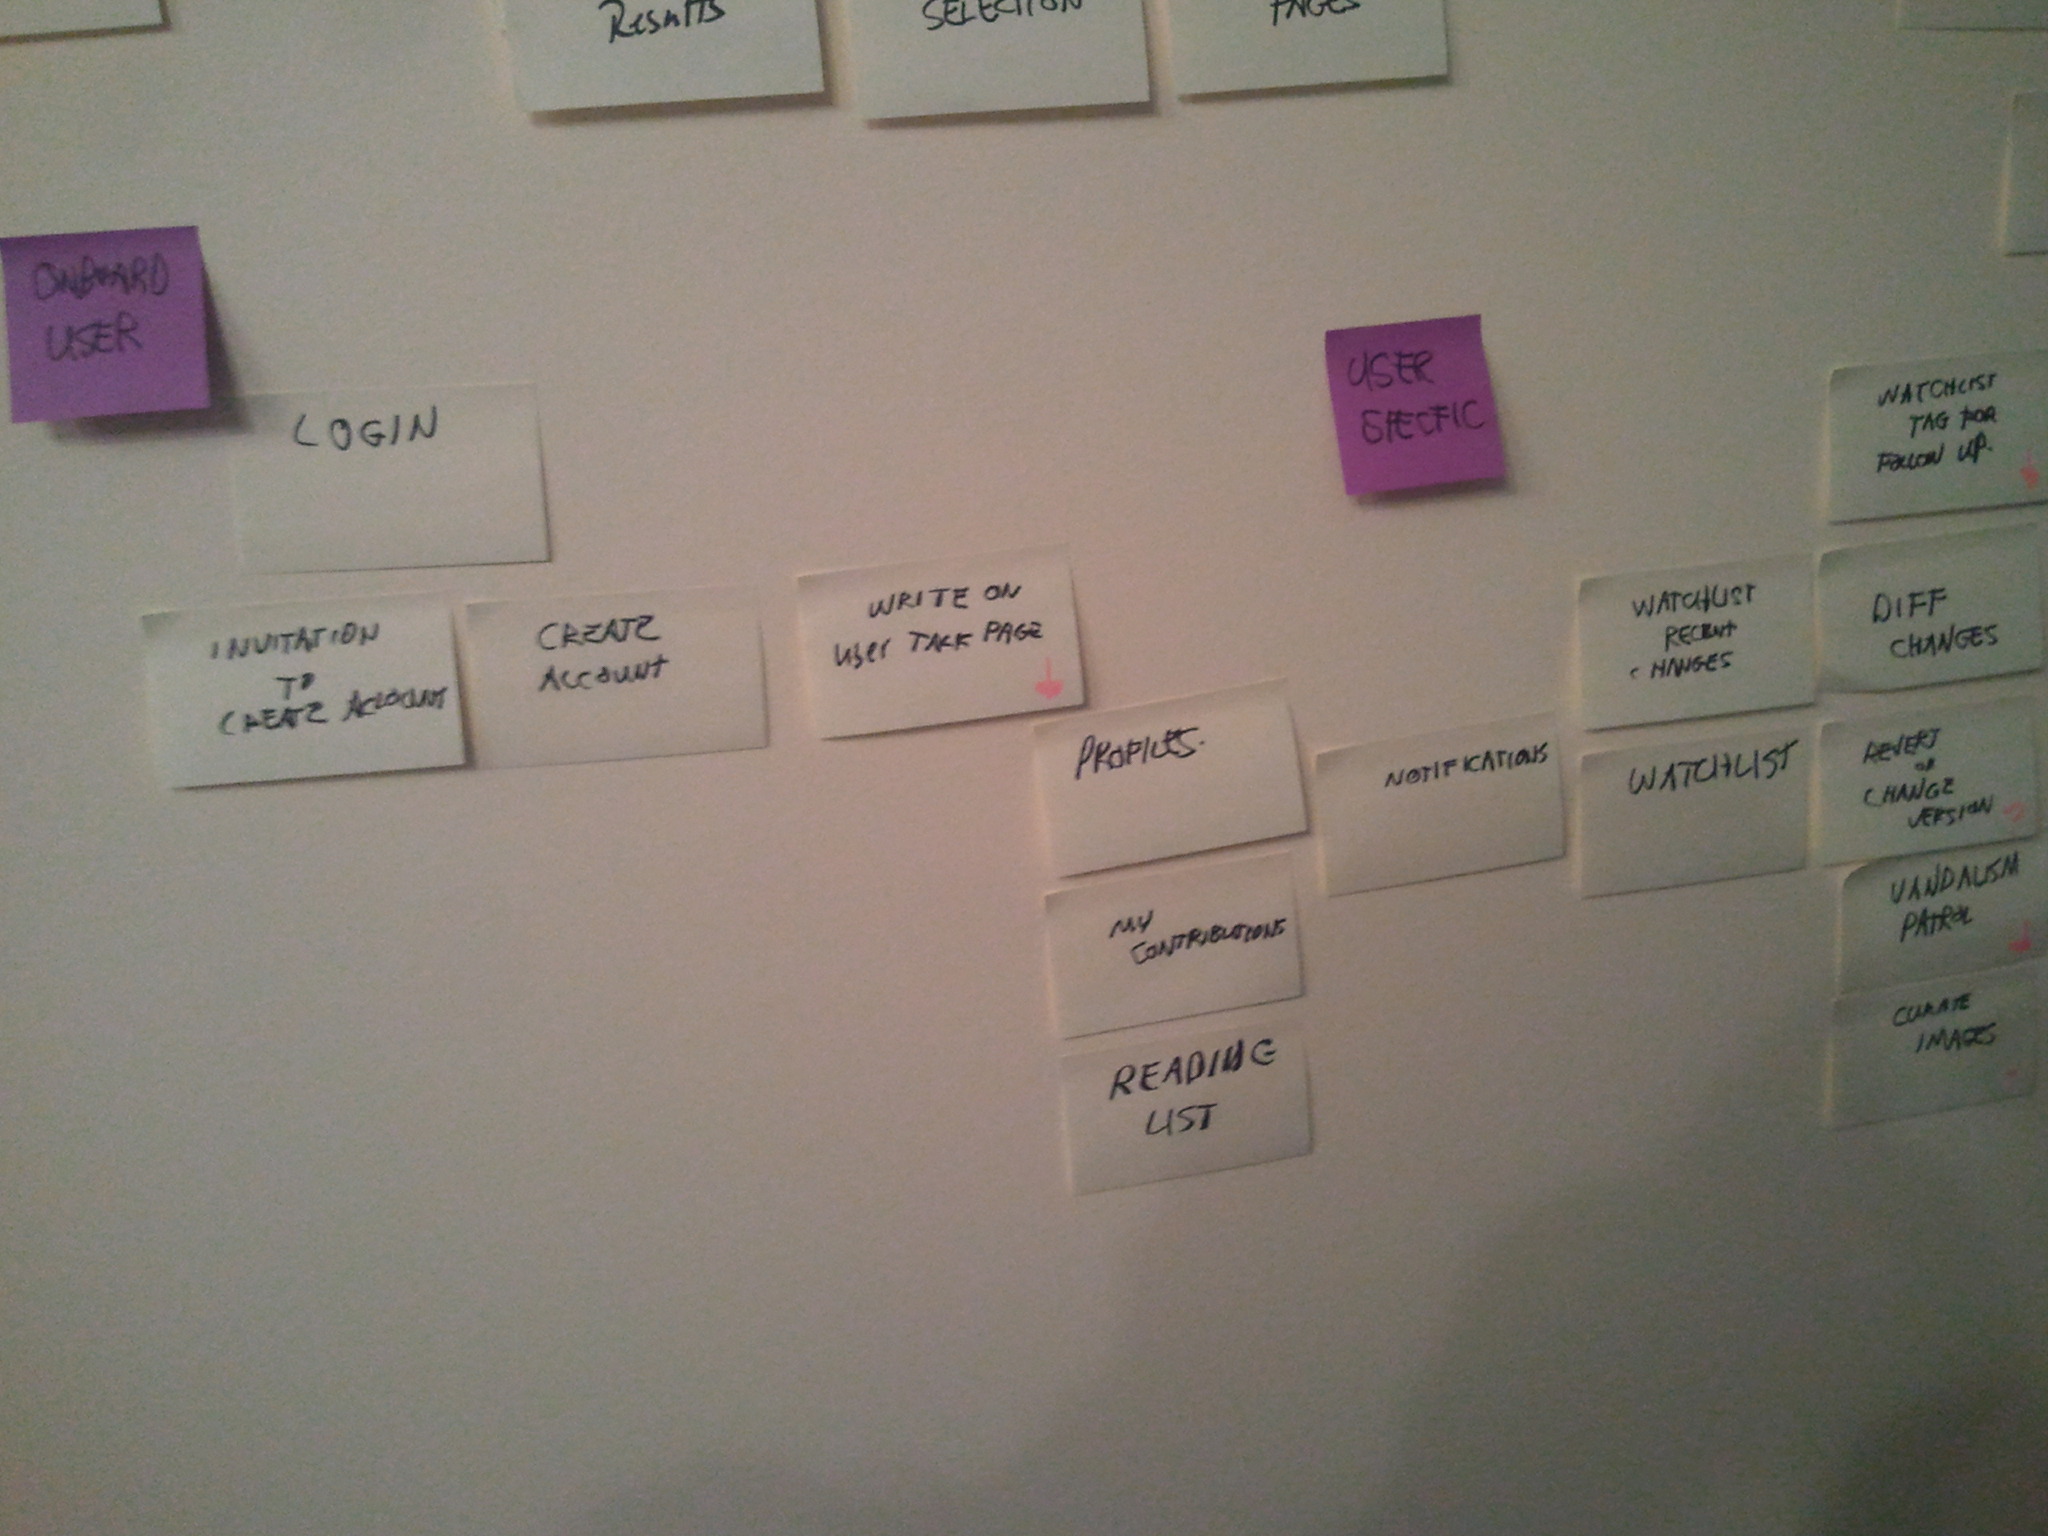 Results
SELECTION
PAGES
ONBOARD
USER
LOGIN
INVITATION
TO
CREATE ACCOUNT
CREATE
ACCOUNT
WRITE ON
User TALK PAGE
USER
SPECFIC
PROFILES.
MY
CONTRIBUTIONS
READING
LIST
NOTIFICATIONS
WATCHLIST
RECENT
CHANGES
WATCHLIST
WATCHLIST
TAG FOR
FOLLOW UP.
DIFF
CHANGES
REVERT
OR
CHANGE
VERSION
VANDALISM
PATROL
CURATE
IMAGES